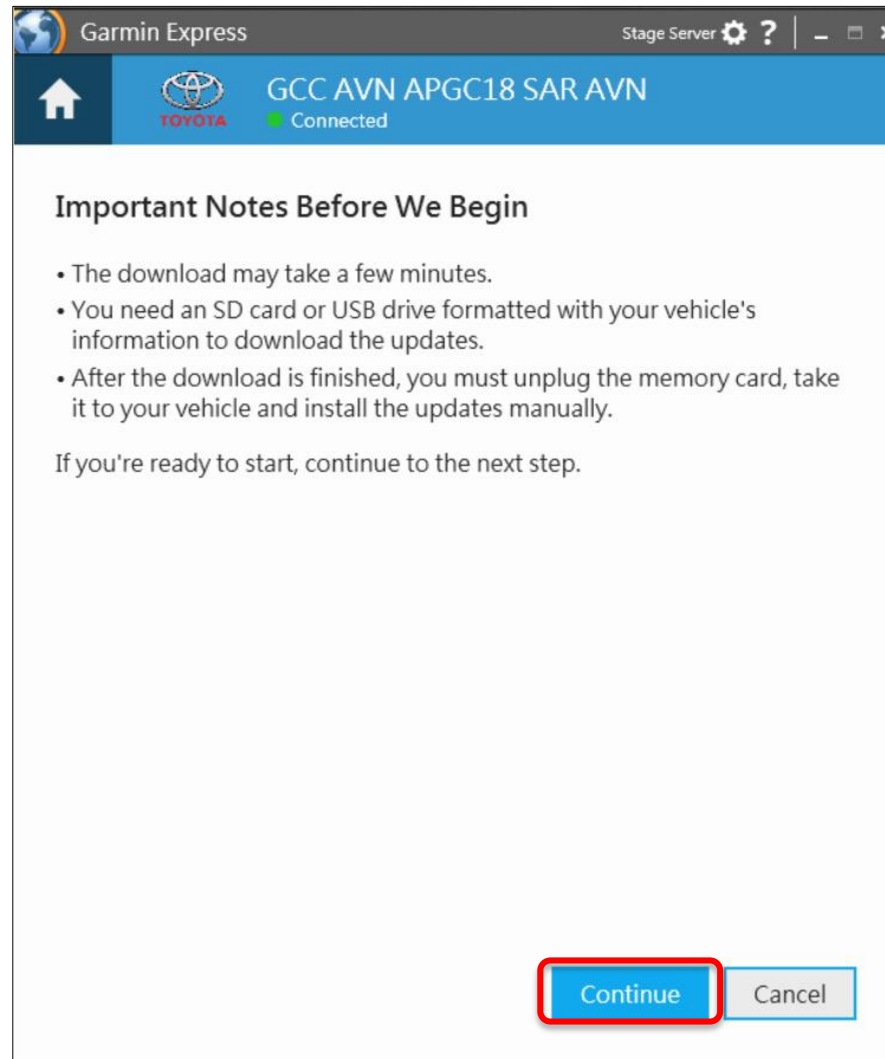 Garmin Express
Stage Server ?
TOYOTA
GCC AVN APGC18 SAR AVN
Connected
Important Notes Before We Begin
• The download may take a few minutes.
• You need an SD card or USB drive formatted with your vehicle's
information to download the updates.
• After the download is finished, you must unplug the memory card, take
it to your vehicle and install the updates manually.
If you're ready to start, continue to the next step.
Continue
Cancel